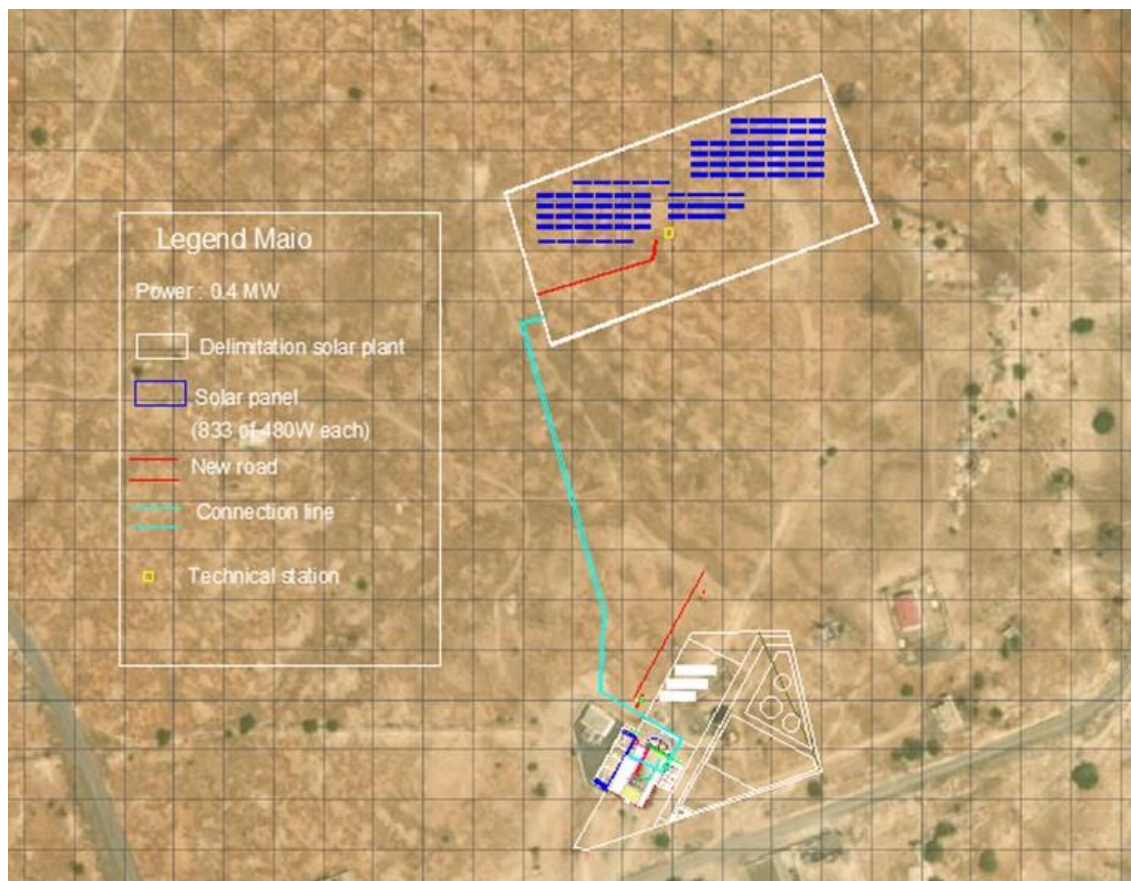 Legend Maio
Power : 0.4 MW
Delimitation solar plant
Solar panel
(833 of 480W each)
New road
Connection line
Technical station